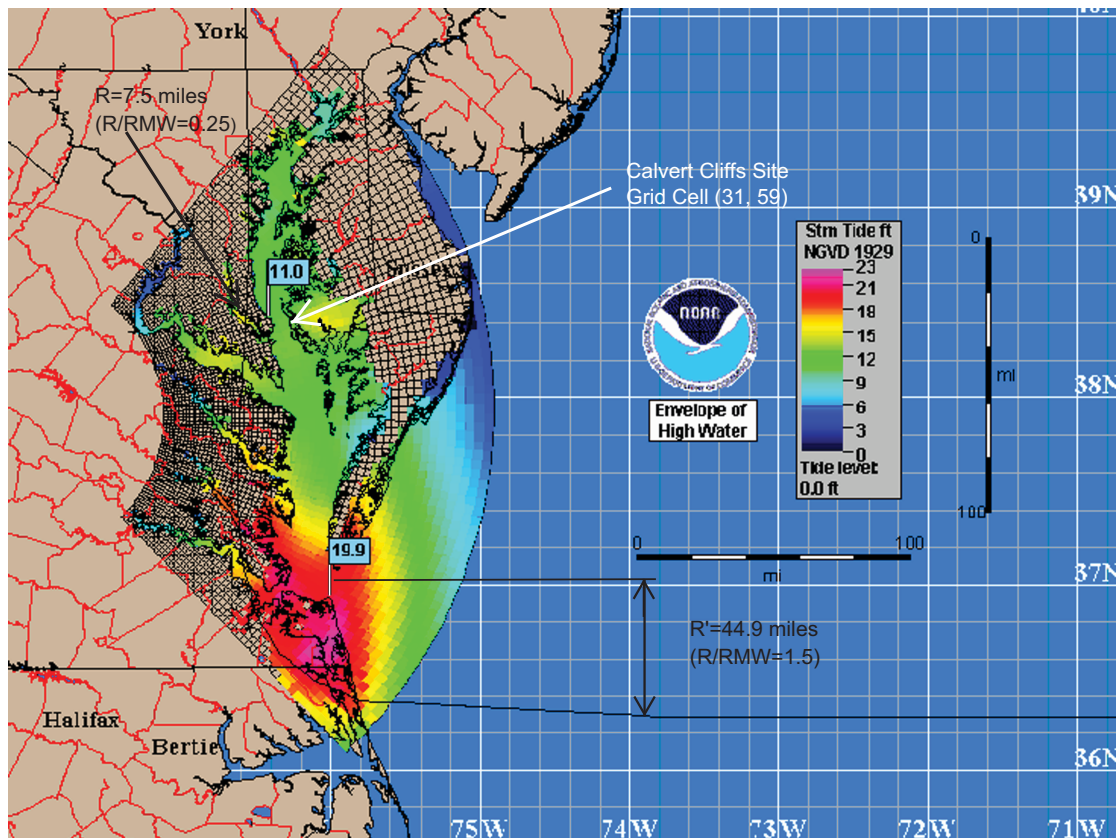 York
R=7.5 miles
(R/RMW=0.25)
Calvert Cliffs Site
Grid Cell (31, 59)
39N
Stm Tide ft
NGVD 1929
23
21
18
15
12
9
6
3
0
Tide level:
0.0 ft
0
mi
100
11.0
Sussex
noaa
38N
Envelope of
High Water
19.9
0
100
mi
37N
R'=44.9 miles
(R/RMW=1.5)
Halifax
Bertie
36N
75W
74W
73W
72W
71W